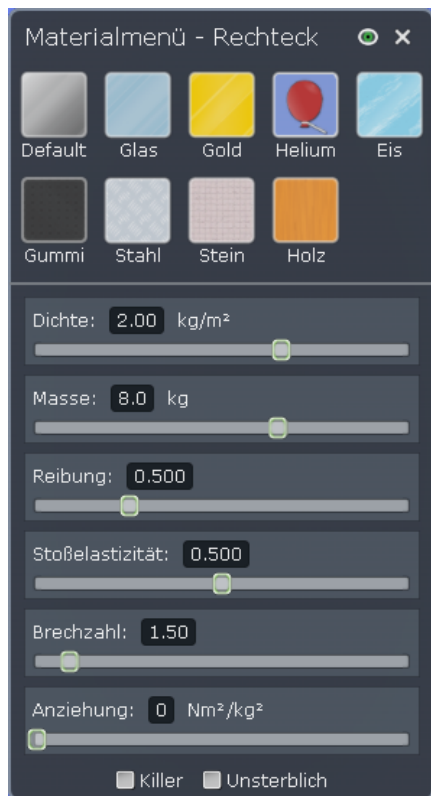 Materialmenü - Rechteck
Default Glas Gold Helium Eis
Gummi Stahl Stein Holz
Dichte: 2.00 kg/m²
Masse: 8.0 kg
Reibung: 0.500
Stoßelastizität: 0.500
Brechzahl: 1.50
Anziehung: 0 Nm²/kg²
Killer Unsterblich